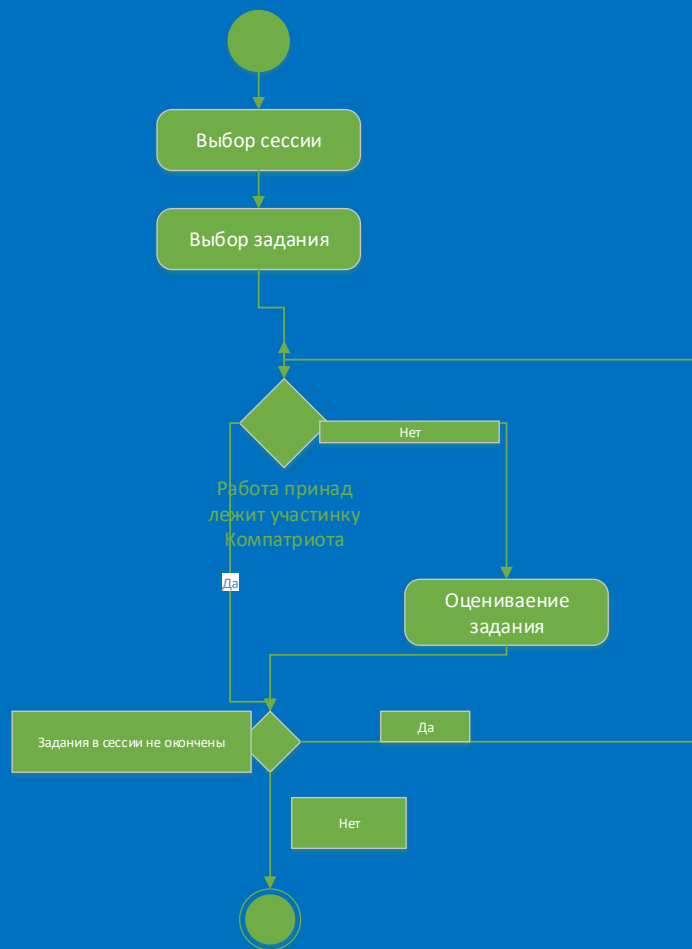 Выбор сессии
Выбор задания
Нет
Работа принад
лежит участинку
Компатриота
Да
Оцениваение
задания
Задания в сессии не окончены
Да
Нет